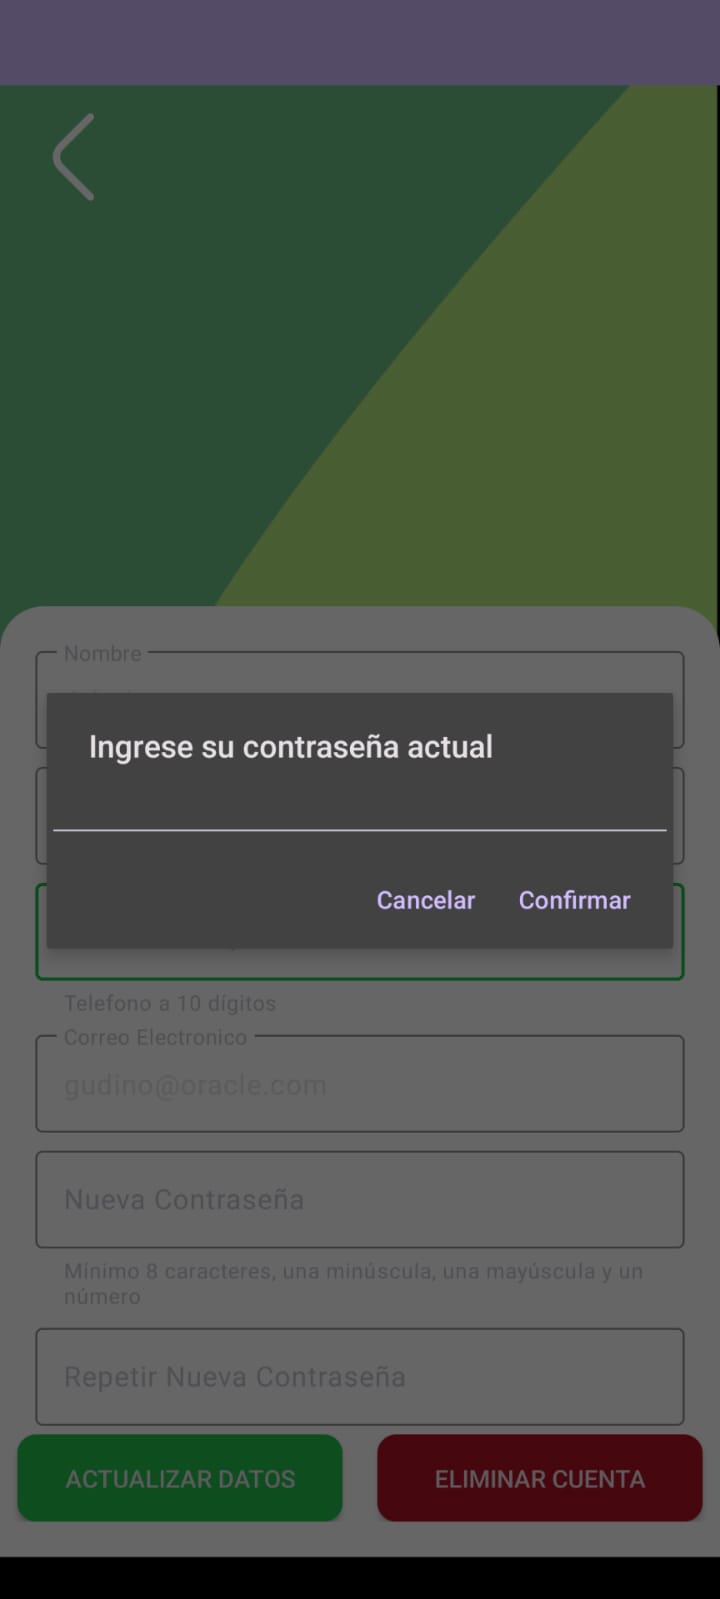 Nombre
Ingrese su contraseña actual
Cancelar Confirmar
Telefono a 10 dígitos
Correo Electronico
gudino@oracle.com
Nueva Contraseña
Mínimo 8 caracteres, una minúscula, una mayúscula y un
número
Repetir Nueva Contraseña
ACTUALIZAR DATOS ELIMINAR CUENTA